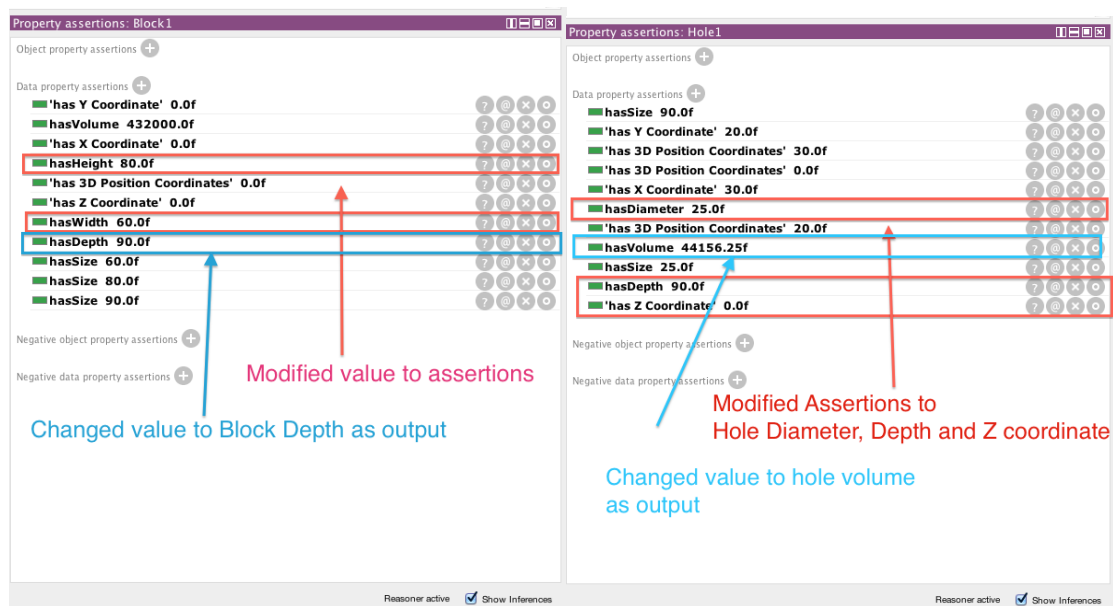 Property assertions: Block1
Object property assertions
Data property assertions
'has Y Coordinate' 0.0f
hasVolume 432000.0f
'has X Coordinate' 0.0f
hasHeight 80.0f
'has 3D Position Coordinates' 0.0f
'has Z Coordinate' 0.0f
hasWidth 60.0f
hasDepth 90.0f
hasSize 60.0f
hasSize 80.0f
hasSize 90.0f
Negative object property assertions
Negative data property assertions
Modified value to assertions
Changed value to Block Depth as output
Reasoner active Show Inferences
Property assertions: Hole1
Object property assertions
Data property assertions
hasSize 90.0f
'has Y Coordinate' 20.0f
'has 3D Position Coordinates' 30.0f
'has 3D Position Coordinates' 0.0f
'has X Coordinate' 30.0f
hasDiameter 25.0f
'has 3D Position Coordinates' 20.0f
hasVolume 44156.25f
hasSize 25.0f
hasDepth 90.0f
'has Z Coordinate' 0.0f
Negative object property assertions
Negative data property assertions
Modified Assertions to
Hole Diameter, Depth and Z coordinate
Changed value to hole volume
as output
Reasoner active Show Inferences